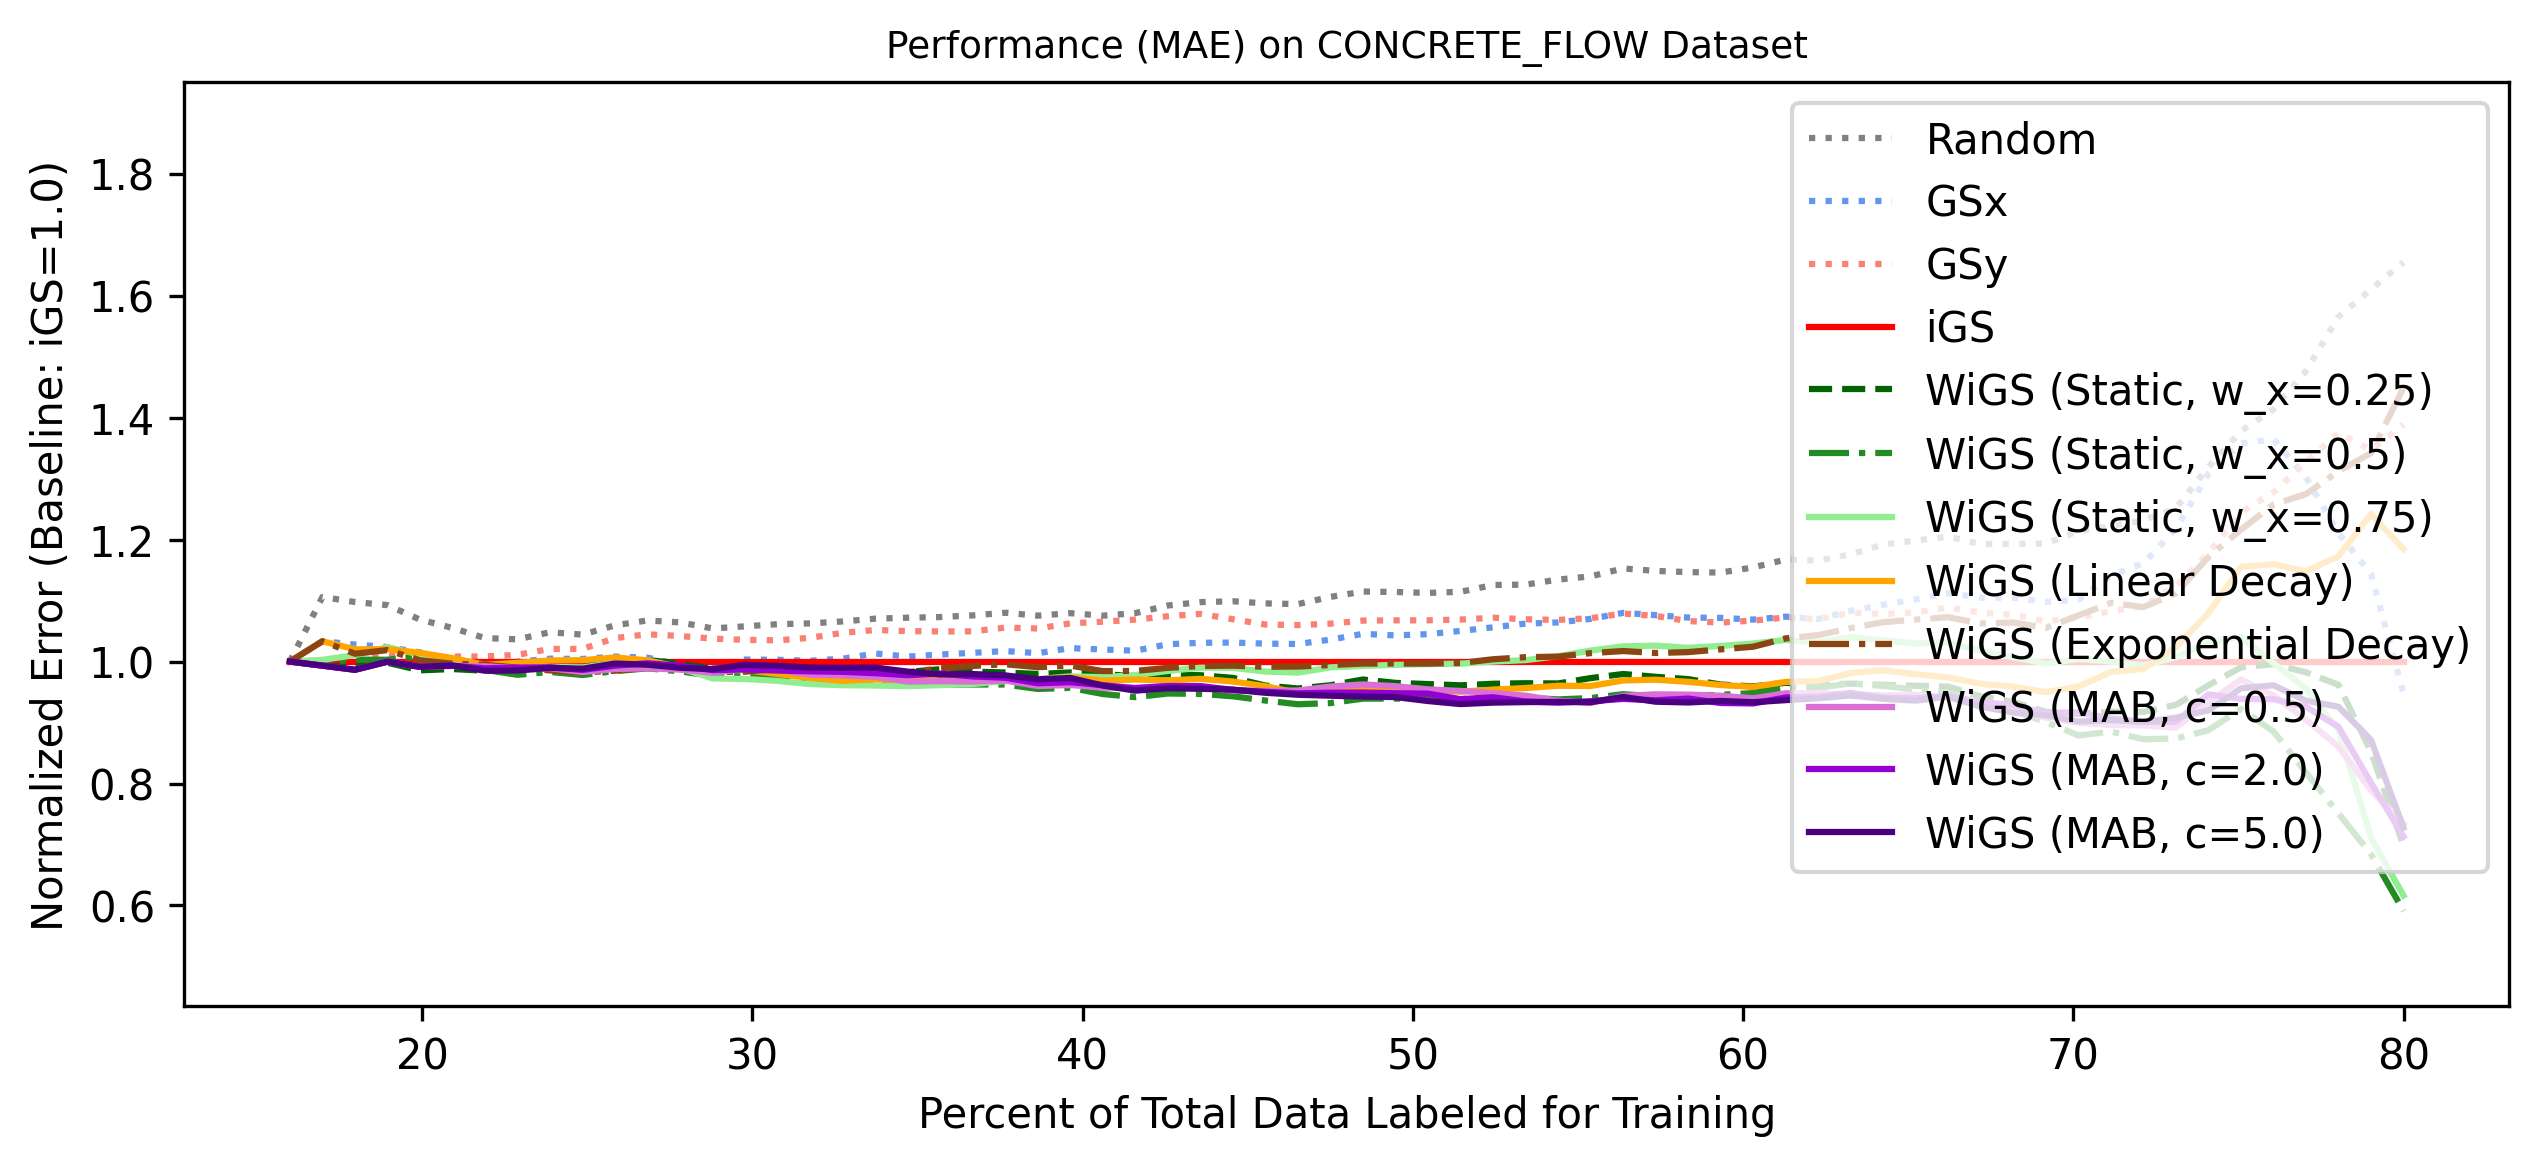 Performance (MAE) on CONCRETE_FLOW Dataset
Normalized Error (Baseline: iGS=1.0)
1.8
1.6
1.4
1.2
1.0
0.8
0.6
Random
GSx
GSy
iGS
WiGS (Static, w_x=0.25)
WiGS (Static, w_x=0.5)
WiGS (Static, w_x=0.75)
WiGS (Linear Decay)
WiGS (Exponential Decay)
WiGS (MAB, c=0.5)
WiGS (MAB, c=2.0)
WiGS (MAB, c=5.0)
20 30 40 50 60 70 80
Percent of Total Data Labeled for Training